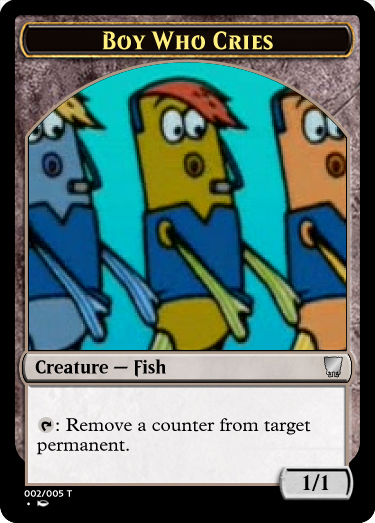 Boy Who Cries
Creature — Fish
: Remove a counter from target
permanent.
1/1
002/005 T